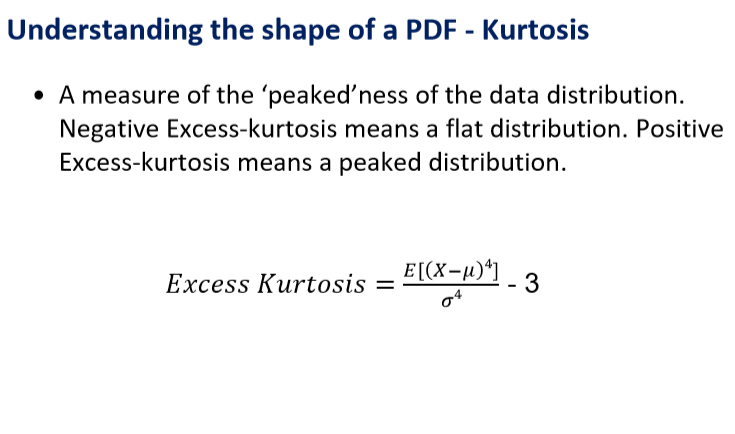 Understanding the shape of a PDF - Kurtosis
• A measure of the ‘peaked’ness of the data distribution.
Negative Excess-kurtosis means a flat distribution. Positive
Excess-kurtosis means a peaked distribution.
Excess Kurtosis = E[(X−μ)⁴] / σ⁴ - 3